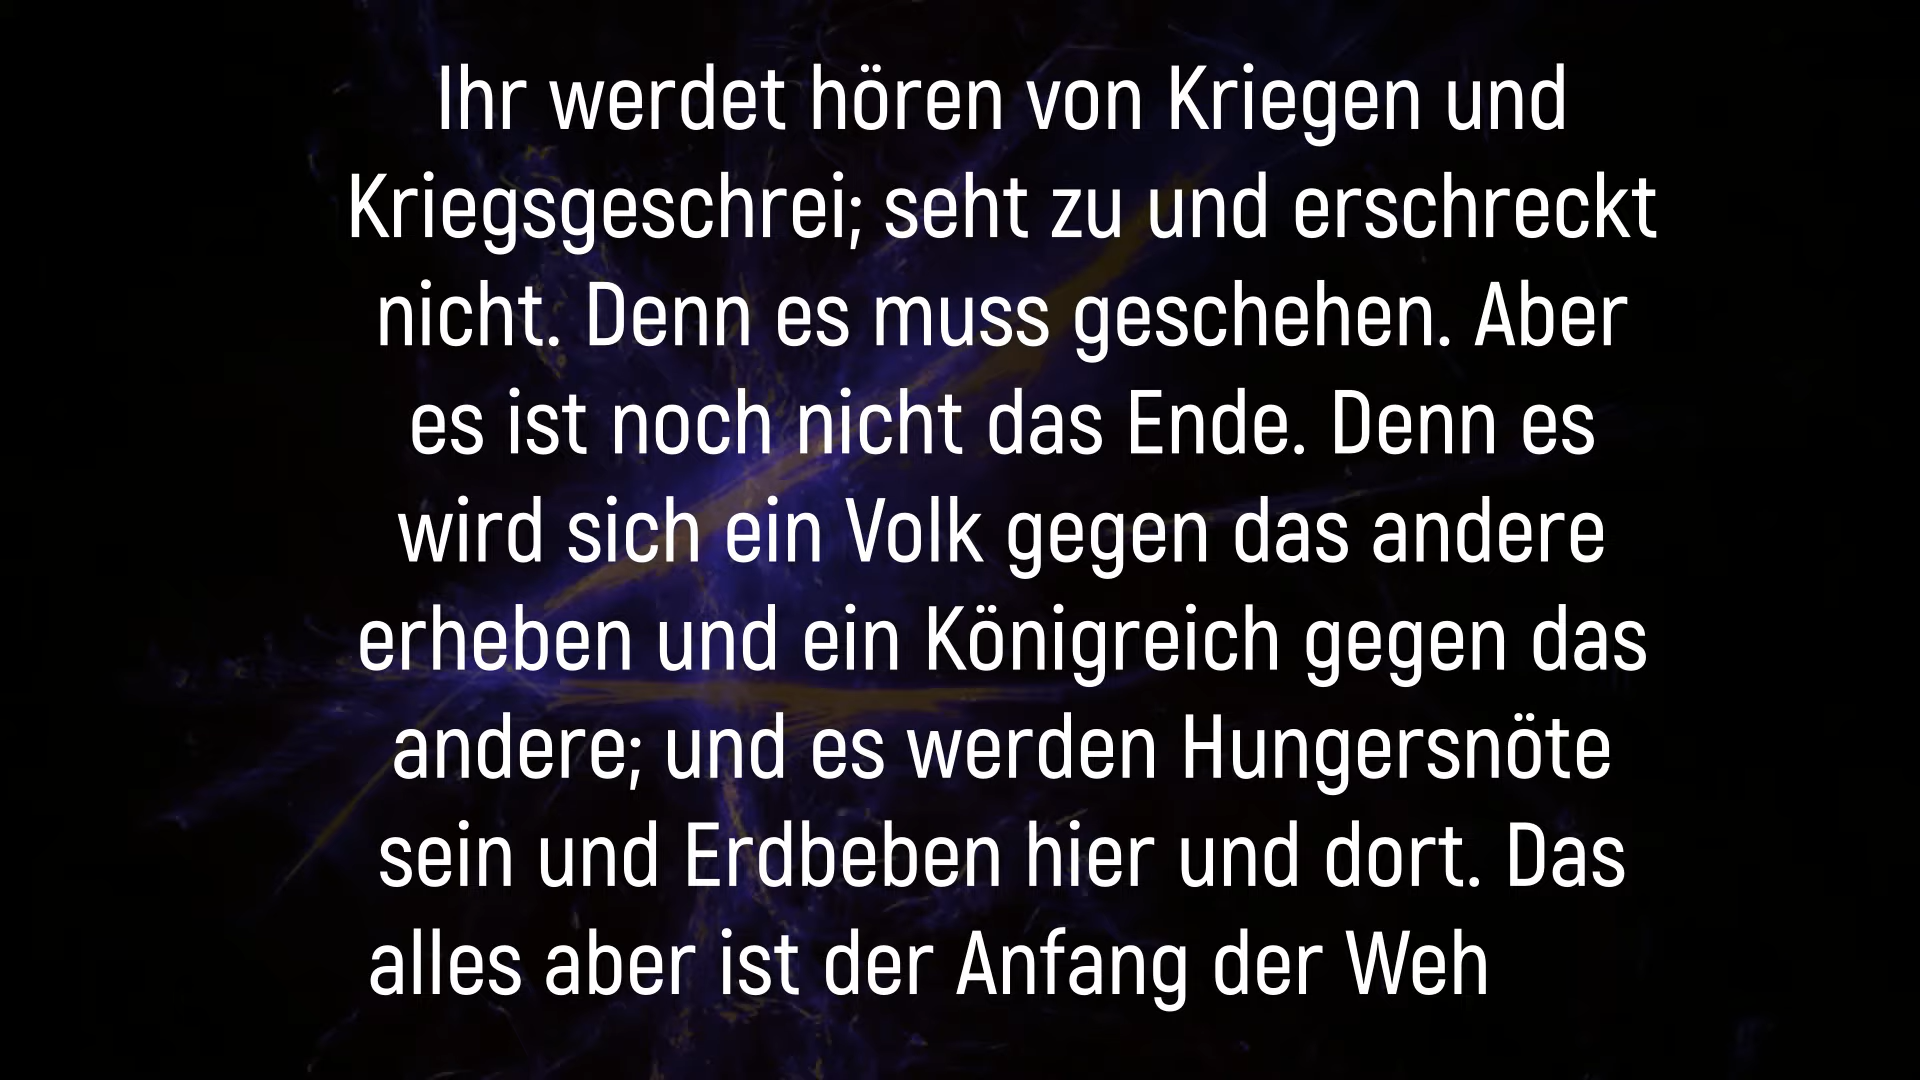 Ihr werdet hören von Kriegen und
Kriegsgeschrei; seht zu und erschreckt
nicht. Denn es muss geschehen. Aber
es ist noch nicht das Ende. Denn es
wird sich ein Volk gegen das andere
erheben und ein Königreich gegen das
andere; und es werden Hungersnöte
sein und Erdbeben hier und dort. Das
alles aber ist der Anfang der Weh